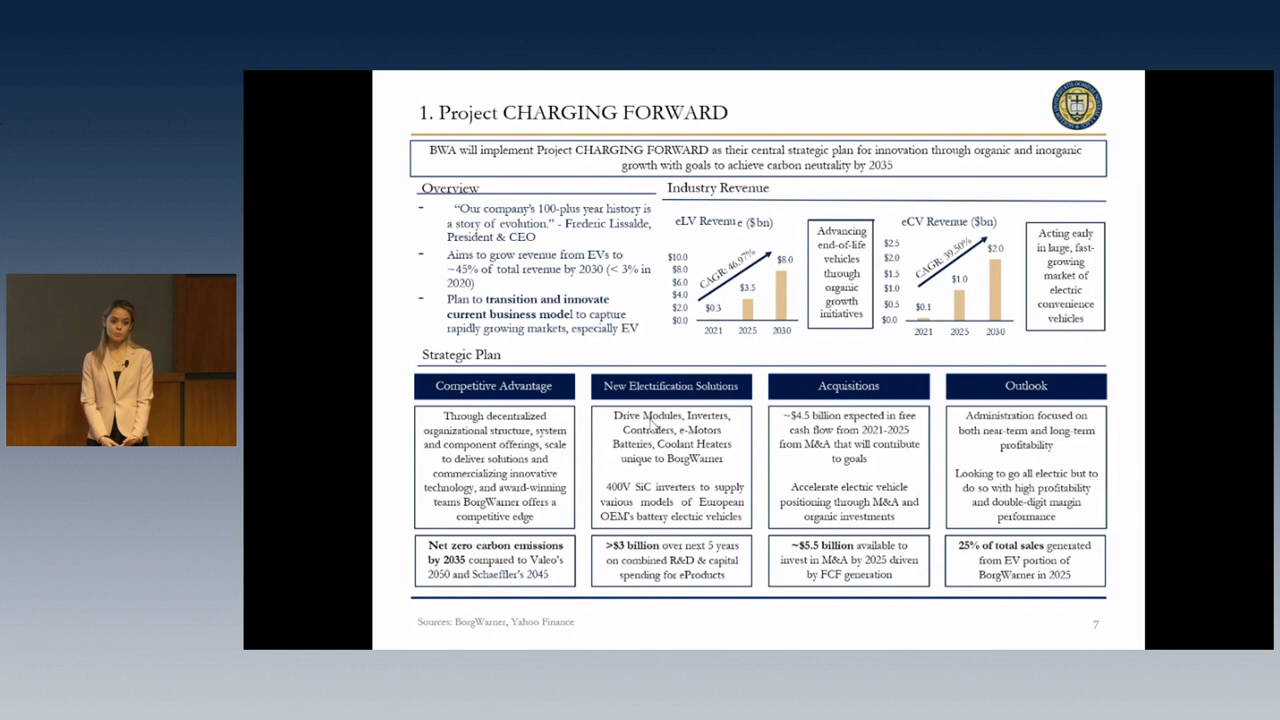 1. Project CHARGING FORWARD
BWA will implement Project CHARGING FORWARD as their central strategic plan for innovation through organic and inorganic
growth with goals to achieve carbon neutrality by 2035
Overview
- "Our company's 100-plus year history is
a story of evolution." - Frederic Lissalde,
President & CEO
- Aims to grow revenue from EVs to
~45% of total revenue by 2030 (< 3% in
2020)
- Plan to transition and innovate
current business model to capture
rapidly growing markets, especially EV
Industry Revenue
eLV Revenue ($bn)
$10.0
$8.0
$6.0
$4.0
$2.0
$0.0
CAGR: 46.97%
$0.3
$3.5
$8.0
2021 2025 2030
Advancing
end-of-life
vehicles
through
organic
growth
initiatives
eCV Revenue ($bn)
$2.5
$2.0
$1.5
$1.0
$0.5
$0.0
CAGR: 39.50%
$0.1
$1.0
$2.0
2021 2025 2030
Acting early
in large, fast-
growing
market of
electric
convenience
vehicles
Strategic Plan
Competitive Advantage
Through decentralized
organizational structure, system
and component offerings, scale
to deliver solutions and
commercializing innovative
technology, and award-winning
teams BorgWarner offers a
competitive edge
Net zero carbon emissions
by 2035 compared to Valeo's
2050 and Schaeffler's 2045
New Electrification Solutions
Drive Modules, Inverters,
Controllers, e-Motors
Batteries, Coolant Heaters
unique to BorgWarner
400V SiC inverters to supply
various models of European
OEM's battery electric vehicles
>$3 billion over next 5 years
on combined R&D & capital
spending for eProducts
Acquisitions
~$4.5 billion expected in free
cash flow from 2021-2025
from M&A that will contribute
to goals
Accelerate electric vehicle
positioning through M&A and
organic investments
~$5.5 billion available to
invest in M&A by 2025 driven
by FCF generation
Outlook
Administration focused on
both near-term and long-term
profitability
Looking to go all electric but to
do so with high profitability
and double-digit margin
performance
25% of total sales generated
from EV portion of
BorgWarner in 2025
Sources: BorgWarner, Yahoo Finance
7